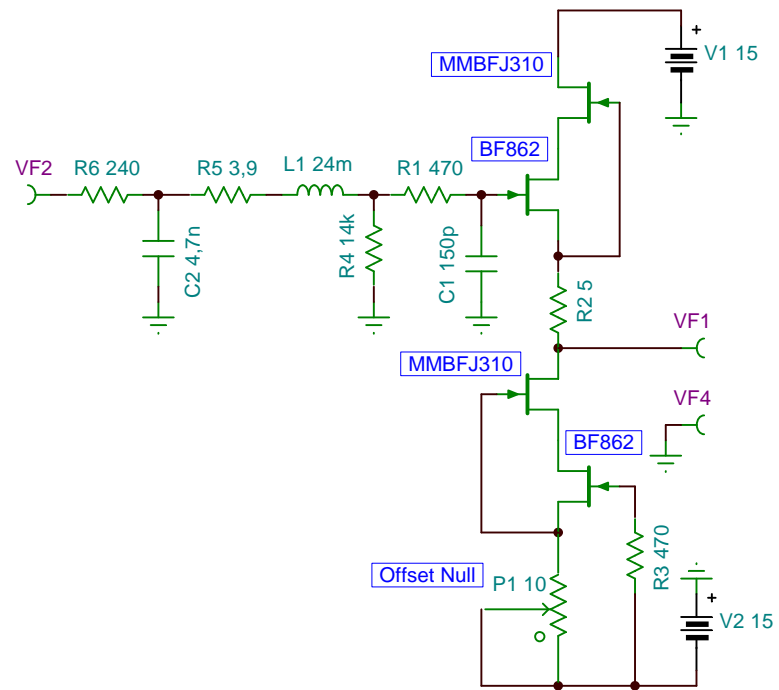 MMBFJ310
+
V1 15
BF862
VF2
R6 240
R5 3,9
L1 24m
R1 470
C2 4,7n
R4 14k
C1 150p
R2 5
VF1
MMBFJ310
VF4
BF862
R3 470
Offset Null
P1 10
+
V2 15